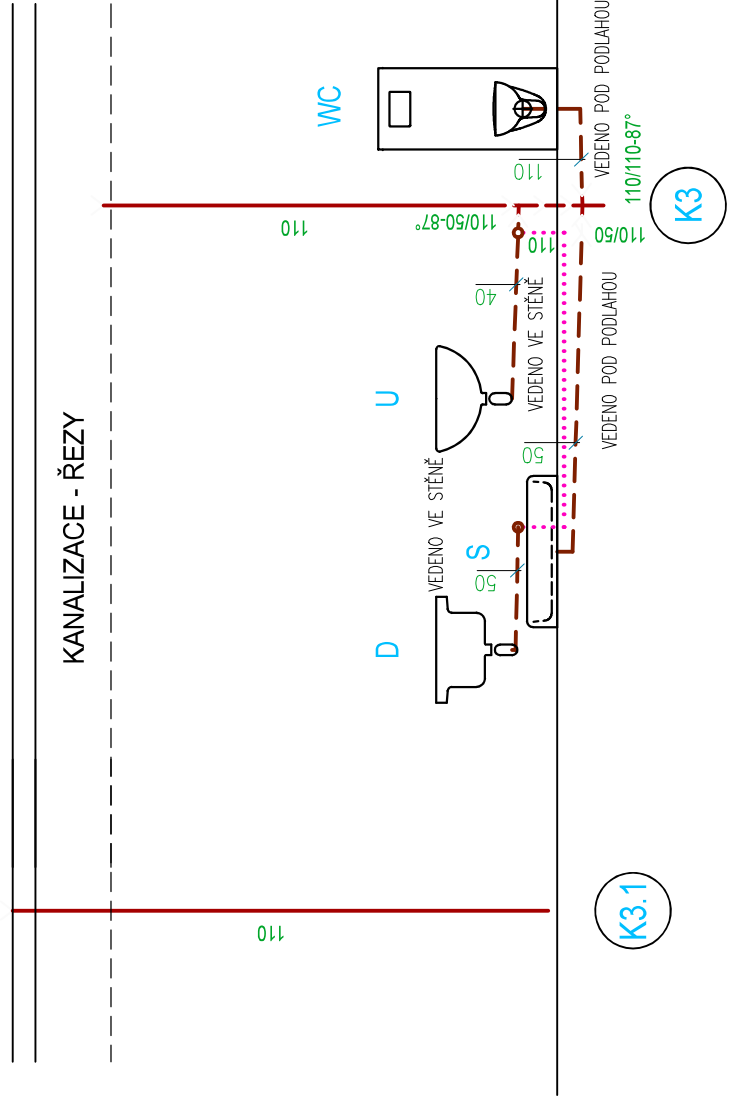 KANALIZACE - ŘEZY
WC
U
S
D
VEDENO POD PODLAHOU
110/110-87°
110
K3
110
110/50-87°
110
110/50
40
VEDENO VE STĚNĚ
VEDENO POD PODLAHOU
50
VEDENO VE STĚNĚ
50
110
K3.1